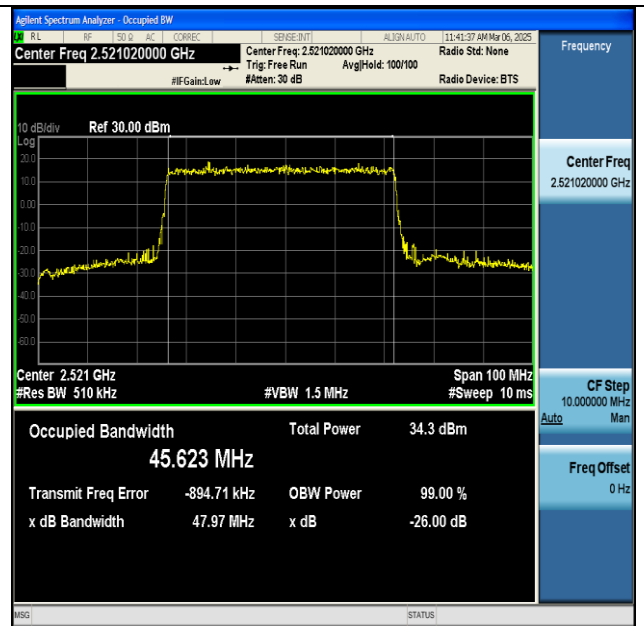 Agilent Spectrum Analyzer - Occupied BW
LXI RL RF 50 Ω AC CORREC SENSE:INT ALIGN AUTO 11:41:37 AM Mar 06, 2025
Center Freq 2.521020000 GHz Center Freq: 2.521020000 GHz Radio Std: None Frequency
Trig: Free Run Avg|Hold: 100/100
#IFGain:Low #Atten: 30 dB Radio Device: BTS
10 dB/div Ref 30.00 dBm
Log
20.0
10.0
0.00
-10.0
-20.0
-30.0
-40.0
-50.0
-60.0
Center Freq
2.521020000 GHz
Center 2.521 GHz Span 100 MHz
#Res BW 510 kHz #VBW 1.5 MHz #Sweep 10 ms
CF Step
10.000000 MHz
Auto Man
Occupied Bandwidth Total Power 34.3 dBm
45.623 MHz
Freq Offset
0 Hz
Transmit Freq Error -894.71 kHz OBW Power 99.00 %
x dB Bandwidth 47.97 MHz x dB -26.00 dB
MSG STATUS